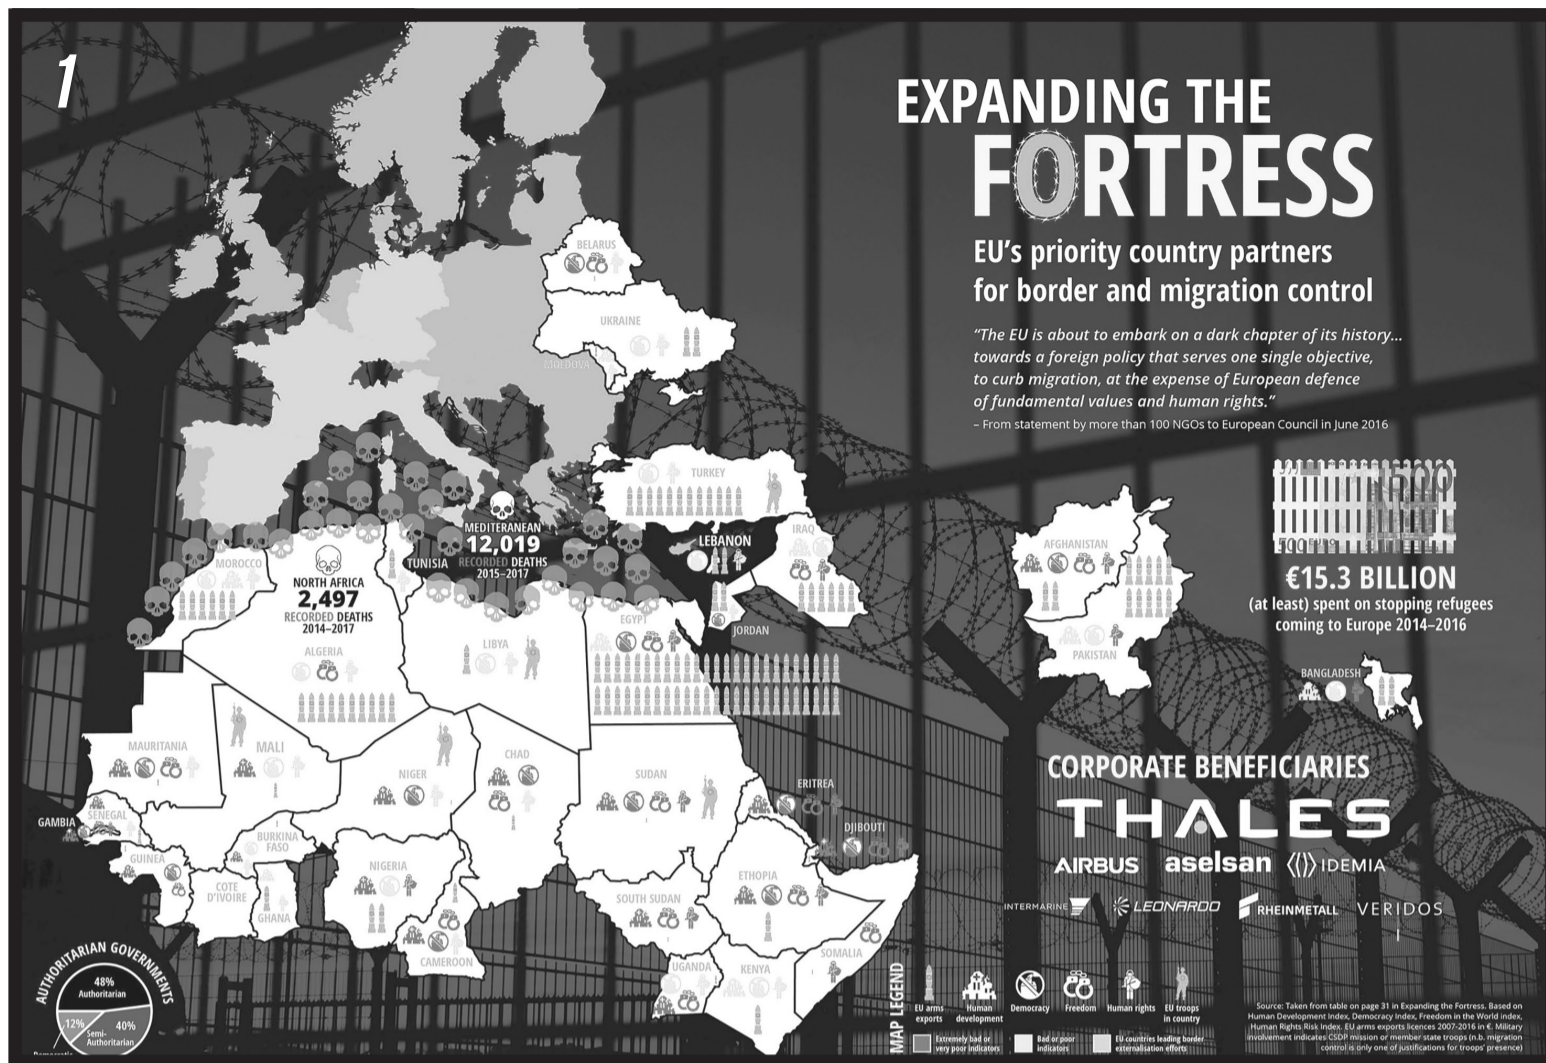 1
EXPANDING THE
FORTRESS
EU’s priority country partners
for border and migration control
“The EU is about to embark on a dark chapter of its history...
towards a foreign policy that serves one single objective,
to curb migration, at the expense of European defence
of fundamental values and human rights.”
– From statement by more than 100 NGOs to European Council in June 2016
BELARUS
UKRAINE
MOLDOVA
TURKEY
MEDITERANEAN
12,019
RECORDED DEATHS
2015–2017
LEBANON
IRAQ
AFGHANISTAN
MOROCCO
TUNISIA
NORTH AFRICA
2,497
RECORDED DEATHS
2014–2017
€15.3 BILLION
(at least) spent on stopping refugees
coming to Europe 2014–2016
EGYPT
JORDAN
LIBYA
ALGERIA
PAKISTAN
BANGLADESH
MAURITANIA
MALI
NIGER
CHAD
SUDAN
ERITREA
CORPORATE BENEFICIARIES
THALES
AIRBUS
aselsan
IDEMIA
INTERMARINE
LEONARDO
RHEINMETALL
VERIDOS
GAMBIA
SENEGAL
DJIBOUTI
GUINEA
BURKINA
FASO
NIGERIA
COTE
D’IVOIRE
GHANA
ETHIOPIA
SOUTH SUDAN
CAMEROON
UGANDA
KENYA
SOMALIA
AUTHORITARIAN GOVERNMENTS
48%
Authoritarian
12%
40%
Semi-
Authoritarian
MAP LEGEND
EU arms
exports
Human
development
Democracy
Freedom
Human rights
EU troops
in country
Extremely bad or
very poor indicators
Bad or poor
indicators
EU countries leading border
externalisation efforts
Source: Taken from table on page 31 in Expanding the Fortress. Based on
Human Development Index, Democracy Index, Freedom in the World index,
Human Rights Risk Index. EU arms exports licences 2007-2016 in €. Military
involvement indicates CSDP mission or member state troops (n.b. migration
control is only one of justifications for troops’ presence)